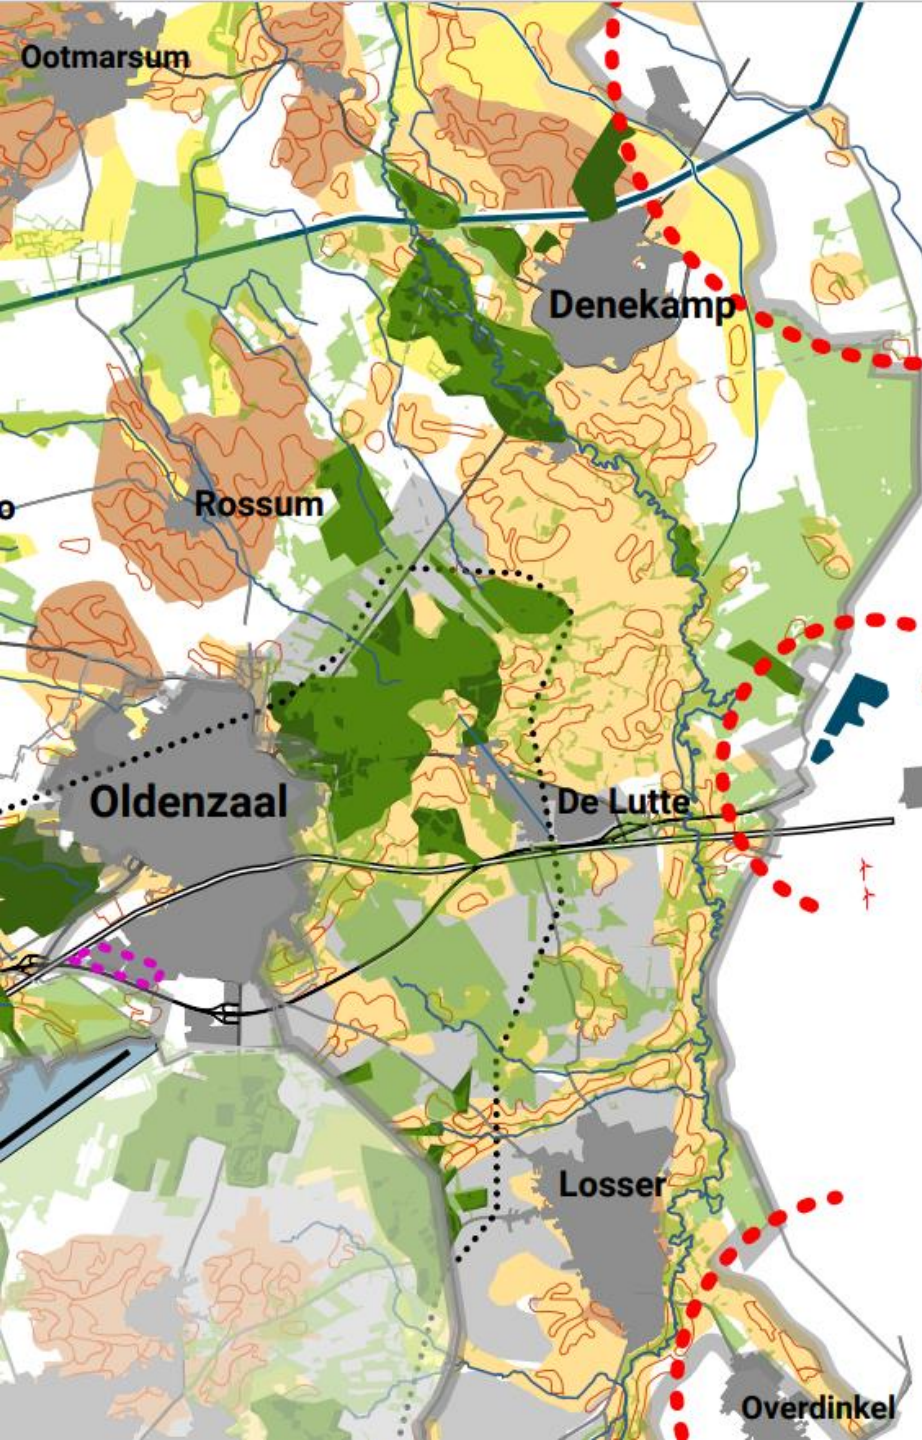 Ootmarsum
Denekamp
Rossum
o
Oldenzaal
De Lutte
Losser
Overdinkel